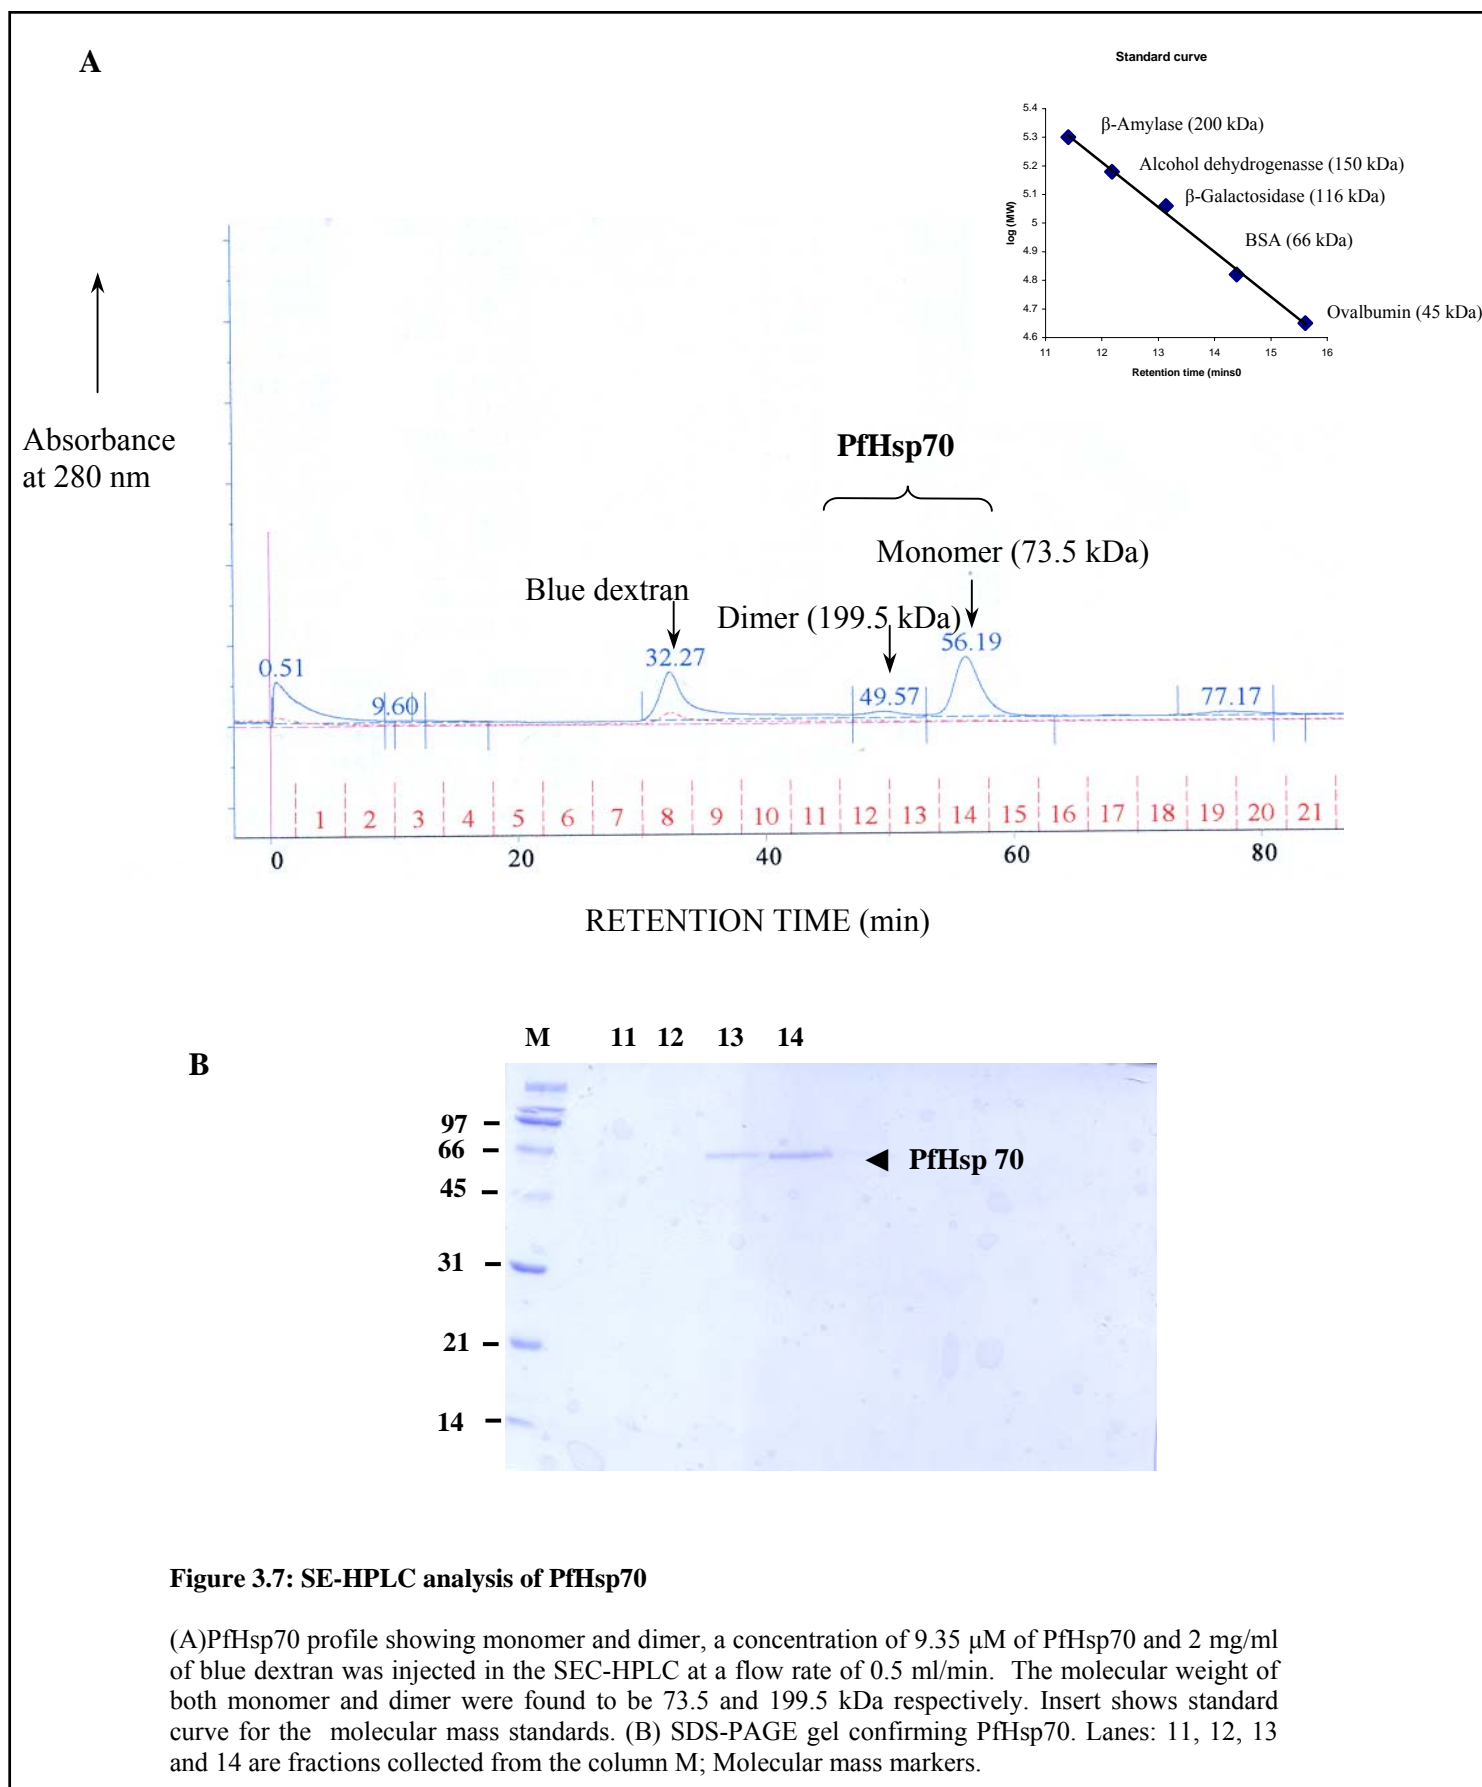 A
Standard curve
5.4
5.3
5.2
5.1
5
4.9
4.8
4.7
4.6
log (MW)
β-Amylase (200 kDa)
Alcohol dehydrogenasse (150 kDa)
β-Galactosidase (116 kDa)
BSA (66 kDa)
Ovalbumin (45 kDa)
11 12 13 14 15 16
Retention time (mins0
Absorbance
at 280 nm
PfHsp70
Monomer (73.5 kDa)
Blue dextran
Dimer (199.5 kDa)
0.51 9.60 32.27 49.57 56.19 77.17
1 2 3 4 5 6 7 8 9 10 11 12 13 14 15 16 17 18 19 20 21
0 20 40 60 80
RETENTION TIME (min)
B
M 11 12 13 14
97
66
45
31
21
14
PfHsp 70
Figure 3.7: SE-HPLC analysis of PfHsp70
(A)PfHsp70 profile showing monomer and dimer, a concentration of 9.35 μM of PfHsp70 and 2 mg/ml
of blue dextran was injected in the SEC-HPLC at a flow rate of 0.5 ml/min. The molecular weight of
both monomer and dimer were found to be 73.5 and 199.5 kDa respectively. Insert shows standard
curve for the molecular mass standards. (B) SDS-PAGE gel confirming PfHsp70. Lanes: 11, 12, 13
and 14 are fractions collected from the column M; Molecular mass markers.